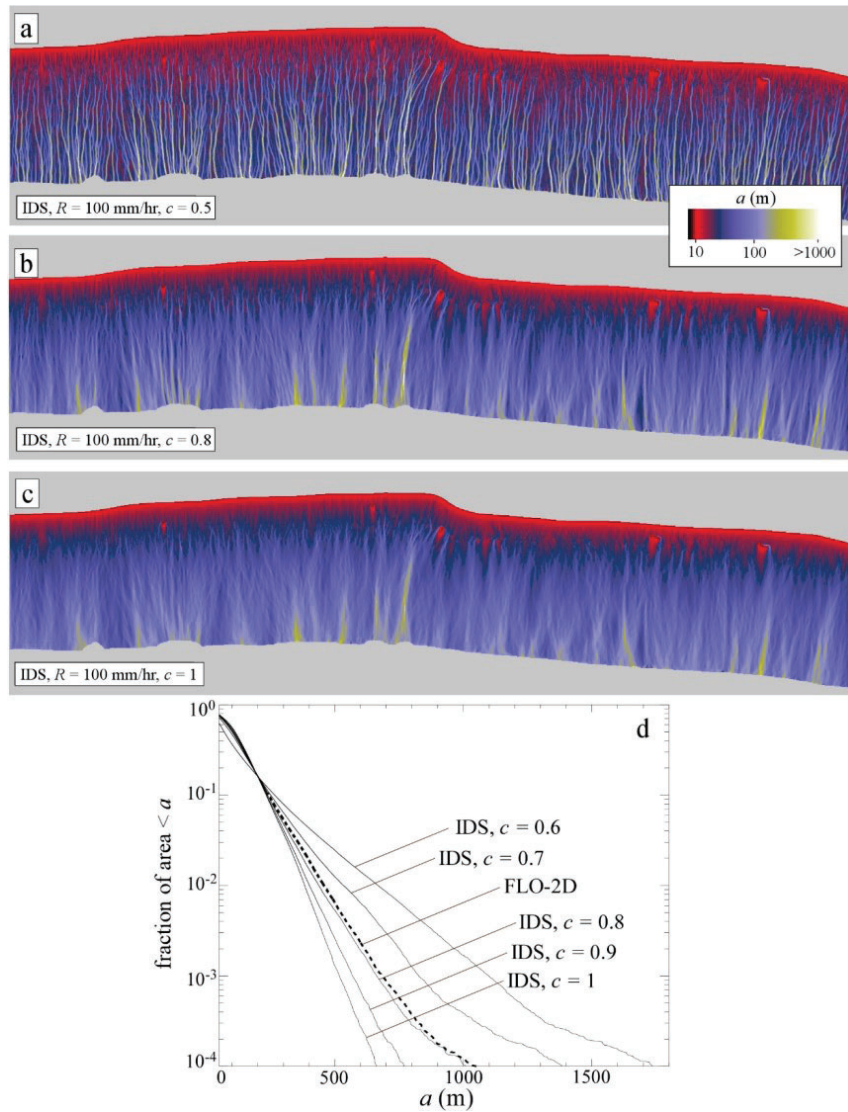 a
IDS, R = 100 mm/hr, c = 0.5
a (m)
10 100 >1000
b
IDS, R = 100 mm/hr, c = 0.8
c
IDS, R = 100 mm/hr, c = 1
d
10⁰
10⁻¹
10⁻²
10⁻³
10⁻⁴
fraction of area < a
IDS, c = 0.6
IDS, c = 0.7
FLO-2D
IDS, c = 0.8
IDS, c = 0.9
IDS, c = 1
0 500 1000 1500
a (m)